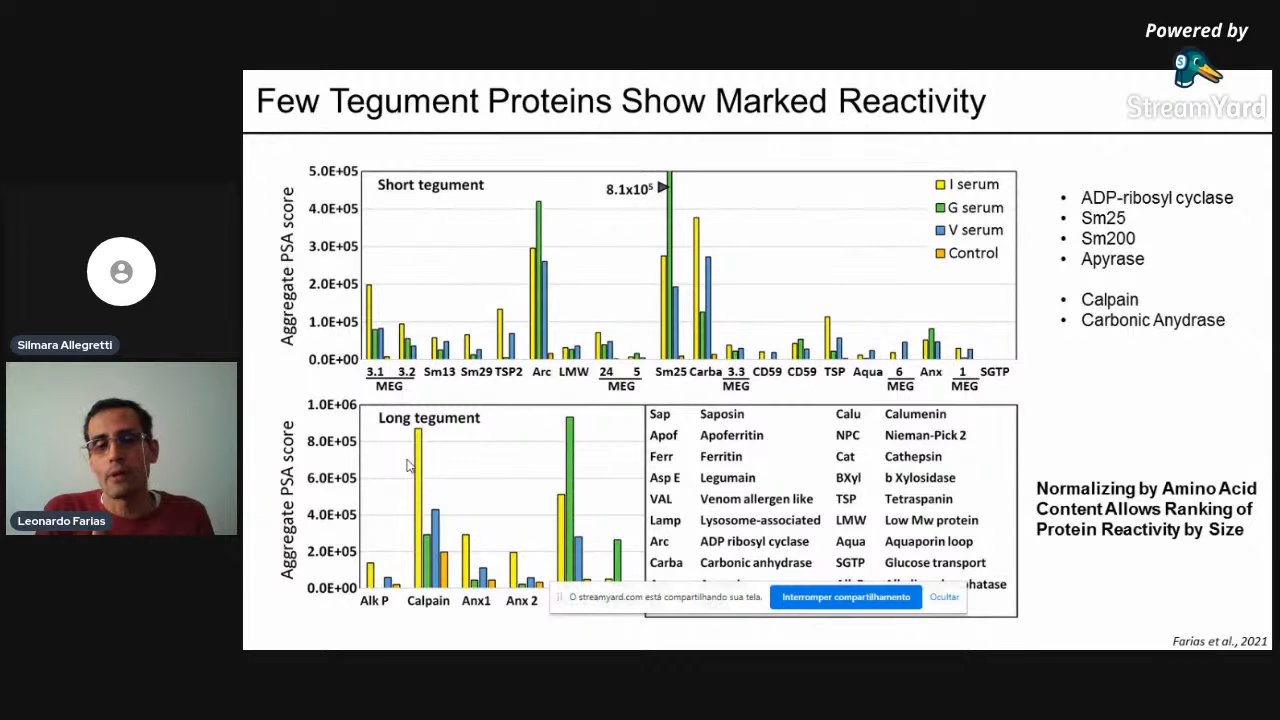 Powered by
StreamYard
Few Tegument Proteins Show Marked Reactivity
Aggregate PSA score
5.0E+05
4.0E+05
3.0E+05
2.0E+05
1.0E+05
0.0E+00
Short tegument
8.1x10⁵
I serum
G serum
V serum
Control
3.1 3.2 Sm13 Sm29 TSP2 Arc LMW 24 5 Sm25 Carba 3.3 CD59 CD59 TSP Aqua 6 Anx 1 SGTP
MEG MEG MEG MEG MEG
• ADP-ribosyl cyclase
• Sm25
• Sm200
• Apyrase
• Calpain
• Carbonic Anydrase
Silmara Allegretti
Leonardo Farias
Aggregate PSA score
1.0E+06
8.0E+05
6.0E+05
4.0E+05
2.0E+05
0.0E+00
Long tegument
Alk P Calpain Anx1 Anx 2
Sap Saposin Calu Calumenin
Apof Apoferritin NPC Nieman-Pick 2
Ferr Ferritin Cat Cathepsin
Asp E Legumain BXyl b Xylosidase
VAL Venom allergen like TSP Tetraspanin
Lamp Lysosome-associated LMW Low Mw protein
Arc ADP ribosyl cyclase Aqua Aquaporin loop
Carba Carbonic anhydrase SGTP Glucose transport
O streamyard.com está compartilhando sua tela.
Interromper compartilhamento
Ocultar
Normalizing by Amino Acid
Content Allows Ranking of
Protein Reactivity by Size
Farias et al., 2021